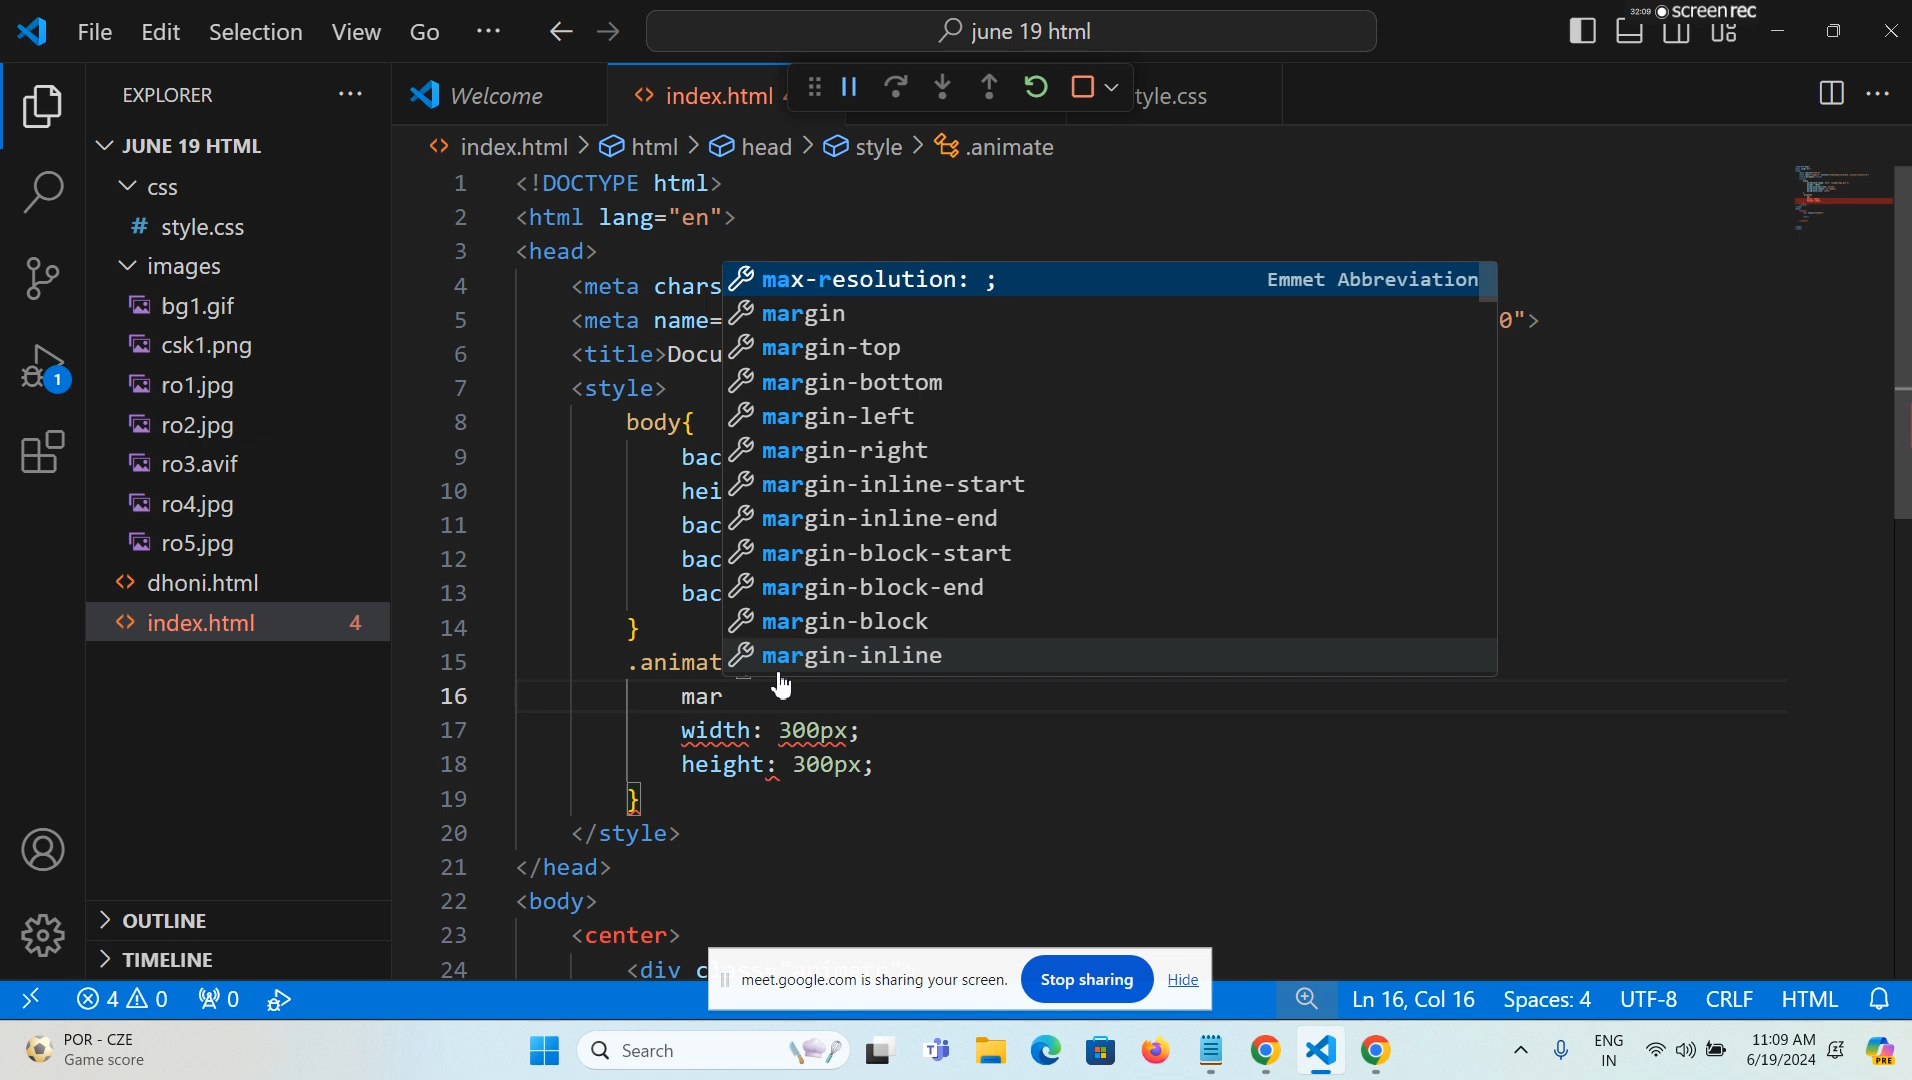 File Edit Selection View Go ··· june 19 html 32:09 screen rec
EXPLORER ···
Welcome index.html 4 tyle.css ···
JUNE 19 HTML
css
# style.css
images
bg1.gif
csk1.png
ro1.jpg
ro2.jpg
ro3.avif
ro4.jpg
ro5.jpg
dhoni.html
index.html 4
OUTLINE
TIMELINE
1
index.html > html > head > style > .animate
1 <!DOCTYPE html>
2 <html lang="en">
3 <head>
4 <meta chars
5 <meta name= 0">
6 <title>Docu
7 <style>
8 body{
9 bac
10 hei
11 bac
12 bac
13 bac
14 }
15 .animat
16 mar
17 width: 300px;
18 height: 300px;
19 }
20 </style>
21 </head>
22 <body>
23 <center>
24 <div c
max-resolution: ; Emmet Abbreviation
margin
margin-top
margin-bottom
margin-left
margin-right
margin-inline-start
margin-inline-end
margin-block-start
margin-block-end
margin-block
margin-inline
meet.google.com is sharing your screen. Stop sharing Hide
4 0 0 Ln 16, Col 16 Spaces: 4 UTF-8 CRLF HTML
POR - CZE
Game score
Search
ENG
IN
11:09 AM
6/19/2024
PRE